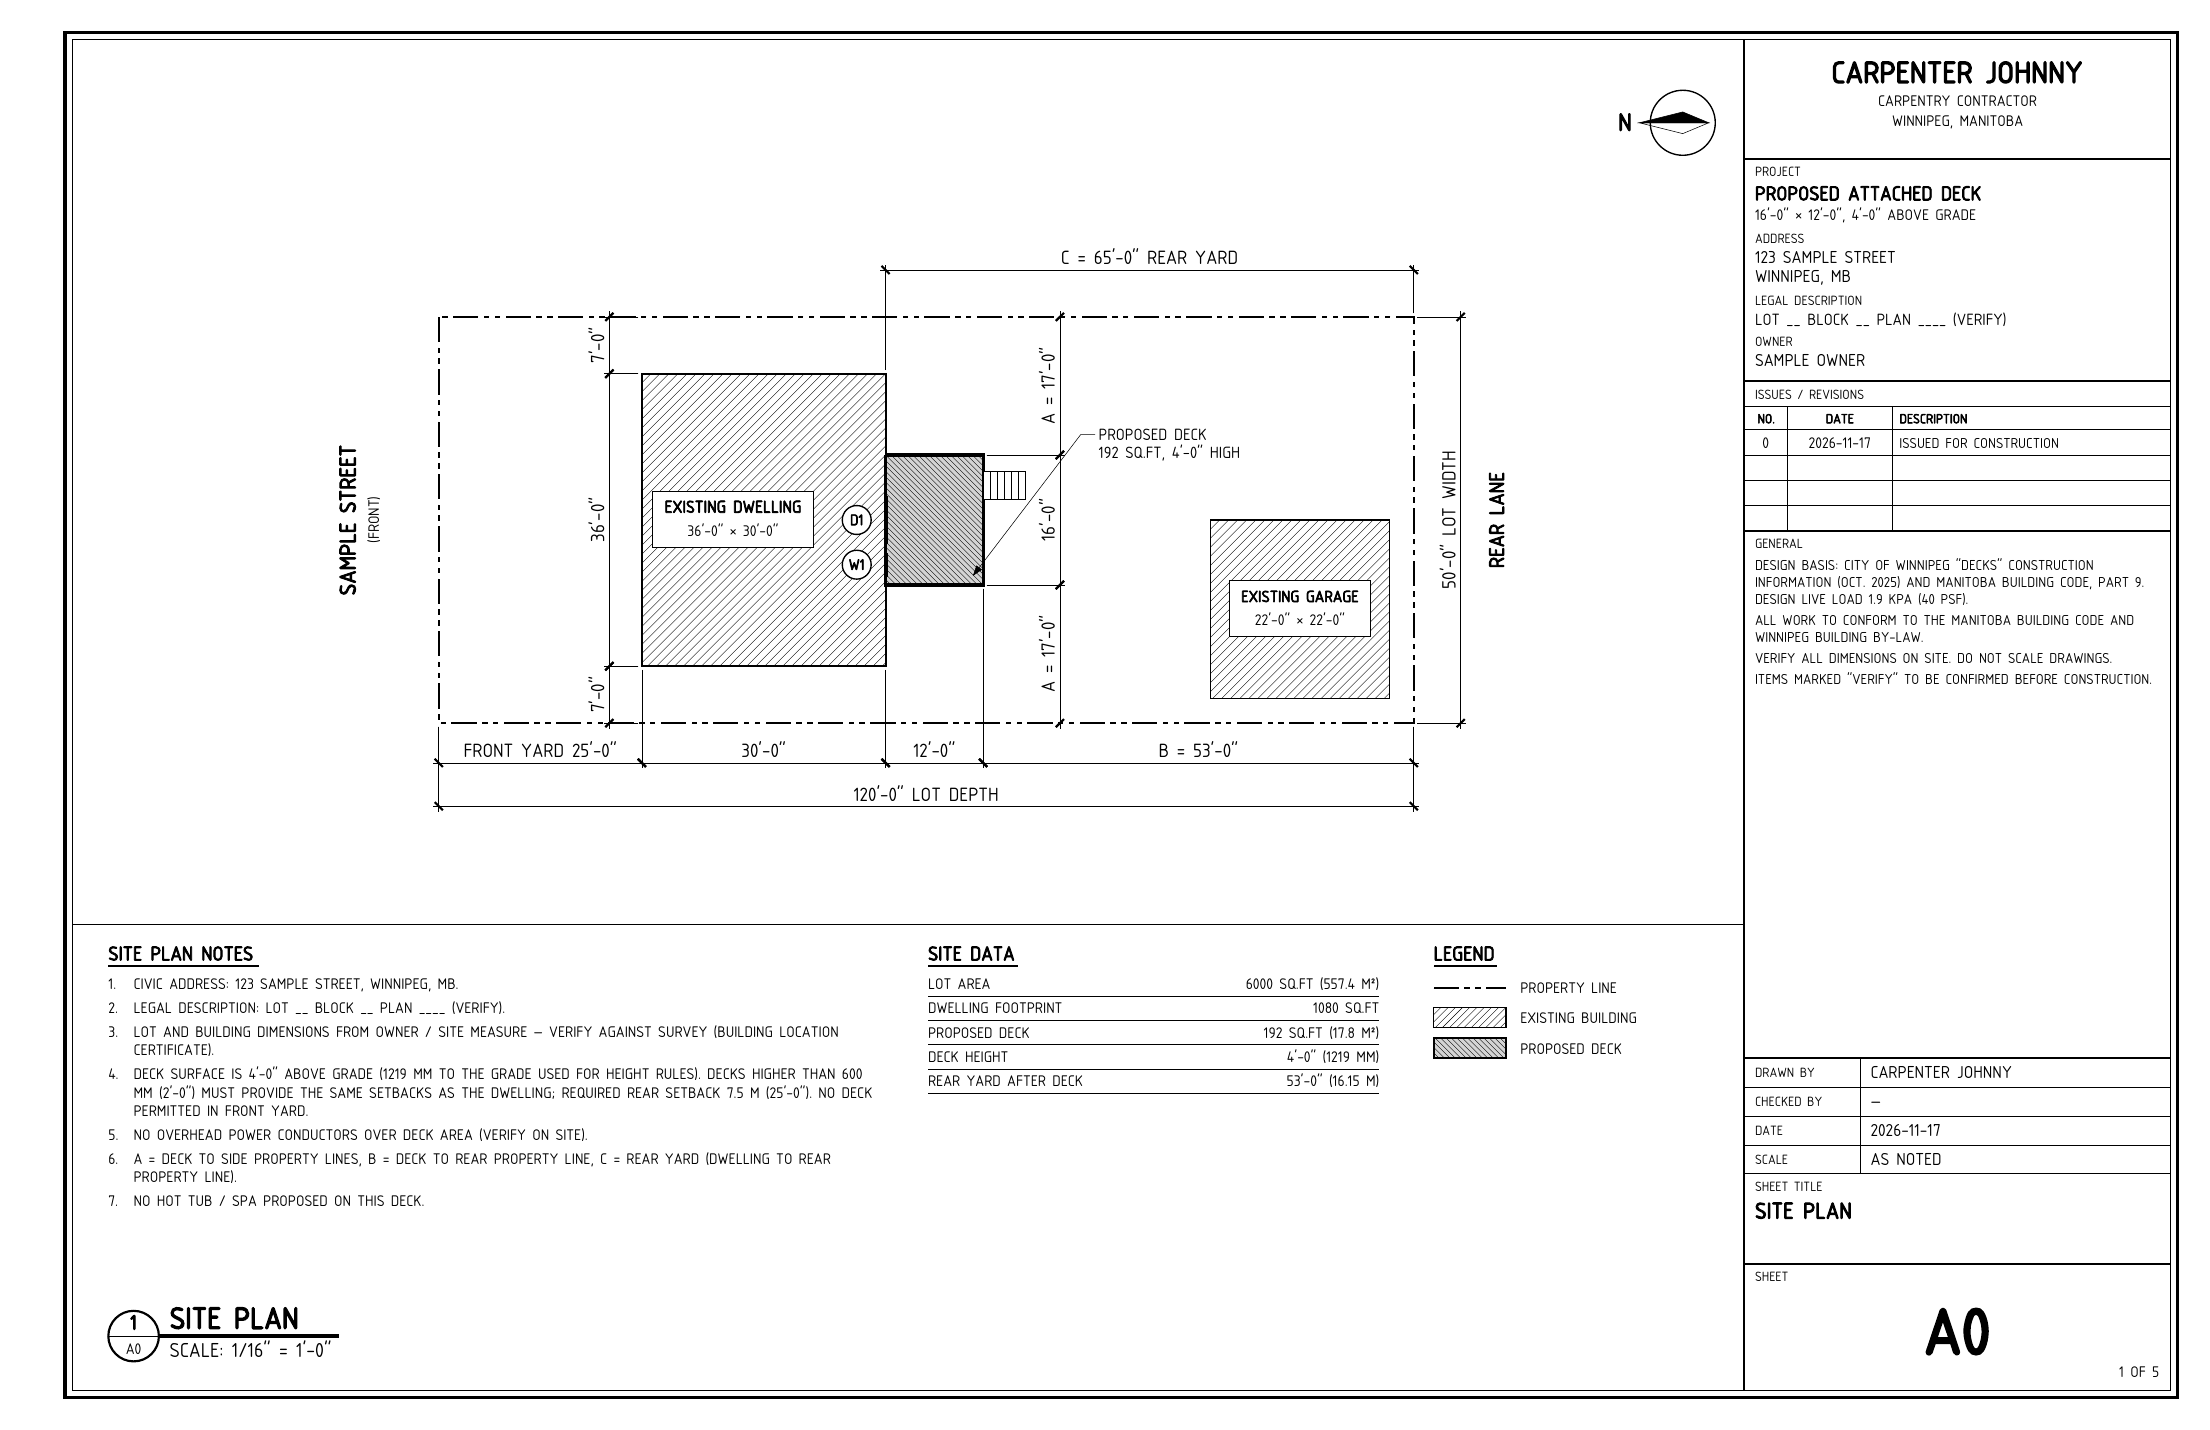 N
C = 65'-0" REAR YARD
7'-0"
A = 17'-0"
PROPOSED DECK
192 SQ.FT, 4'-0" HIGH
SAMPLE STREET
(FRONT)
36'-0"
EXISTING DWELLING
36'-0" × 30'-0"
D1
W1
16'-0"
50'-0" LOT WIDTH
REAR LANE
EXISTING GARAGE
22'-0" × 22'-0"
7'-0"
A = 17'-0"
FRONT YARD 25'-0"
30'-0"
12'-0"
B = 53'-0"
120'-0" LOT DEPTH
SITE PLAN NOTES
1. CIVIC ADDRESS: 123 SAMPLE STREET, WINNIPEG, MB.
2. LEGAL DESCRIPTION: LOT __ BLOCK __ PLAN ____ (VERIFY).
3. LOT AND BUILDING DIMENSIONS FROM OWNER / SITE MEASURE – VERIFY AGAINST SURVEY (BUILDING LOCATION
CERTIFICATE).
4. DECK SURFACE IS 4'-0" ABOVE GRADE (1219 MM TO THE GRADE USED FOR HEIGHT RULES). DECKS HIGHER THAN 600
MM (2'-0") MUST PROVIDE THE SAME SETBACKS AS THE DWELLING; REQUIRED REAR SETBACK 7.5 M (25'-0"). NO DECK
PERMITTED IN FRONT YARD.
5. NO OVERHEAD POWER CONDUCTORS OVER DECK AREA (VERIFY ON SITE).
6. A = DECK TO SIDE PROPERTY LINES, B = DECK TO REAR PROPERTY LINE, C = REAR YARD (DWELLING TO REAR
PROPERTY LINE).
7. NO HOT TUB / SPA PROPOSED ON THIS DECK.
SITE DATA
LOT AREA 6000 SQ.FT (557.4 M²)
DWELLING FOOTPRINT 1080 SQ.FT
PROPOSED DECK 192 SQ.FT (17.8 M²)
DECK HEIGHT 4'-0" (1219 MM)
REAR YARD AFTER DECK 53'-0" (16.15 M)
LEGEND
PROPERTY LINE
EXISTING BUILDING
PROPOSED DECK
1
A0
SITE PLAN
SCALE: 1/16" = 1'-0"
CARPENTER JOHNNY
CARPENTRY CONTRACTOR
WINNIPEG, MANITOBA
PROJECT
PROPOSED ATTACHED DECK
16'-0" × 12'-0", 4'-0" ABOVE GRADE
ADDRESS
123 SAMPLE STREET
WINNIPEG, MB
LEGAL DESCRIPTION
LOT __ BLOCK __ PLAN ____ (VERIFY)
OWNER
SAMPLE OWNER
ISSUES / REVISIONS
NO. DATE DESCRIPTION
0 2026-11-17 ISSUED FOR CONSTRUCTION
GENERAL
DESIGN BASIS: CITY OF WINNIPEG "DECKS" CONSTRUCTION
INFORMATION (OCT. 2025) AND MANITOBA BUILDING CODE, PART 9.
DESIGN LIVE LOAD 1.9 KPA (40 PSF).
ALL WORK TO CONFORM TO THE MANITOBA BUILDING CODE AND
WINNIPEG BUILDING BY-LAW.
VERIFY ALL DIMENSIONS ON SITE. DO NOT SCALE DRAWINGS.
ITEMS MARKED "VERIFY" TO BE CONFIRMED BEFORE CONSTRUCTION.
DRAWN BY CARPENTER JOHNNY
CHECKED BY –
DATE 2026-11-17
SCALE AS NOTED
SHEET TITLE
SITE PLAN
SHEET
A0
1 OF 5